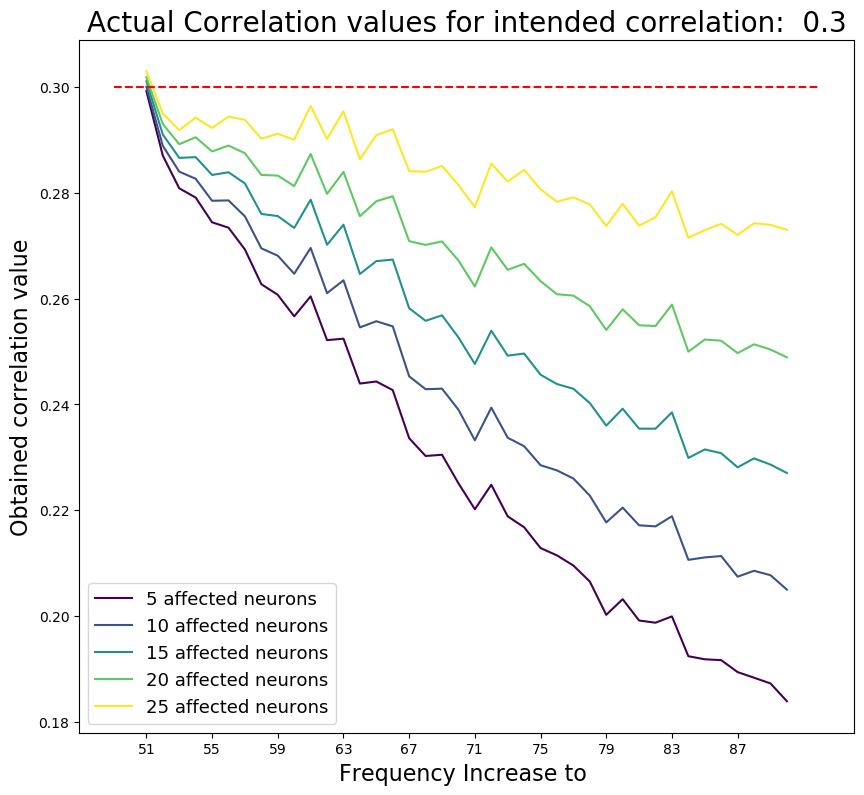 Actual Correlation values for intended correlation:  0.3
Obtained correlation value
0.30
0.28
0.26
0.24
0.22
0.20
0.18
5 affected neurons
10 affected neurons
15 affected neurons
20 affected neurons
25 affected neurons
51 55 59 63 67 71 75 79 83 87
Frequency Increase to